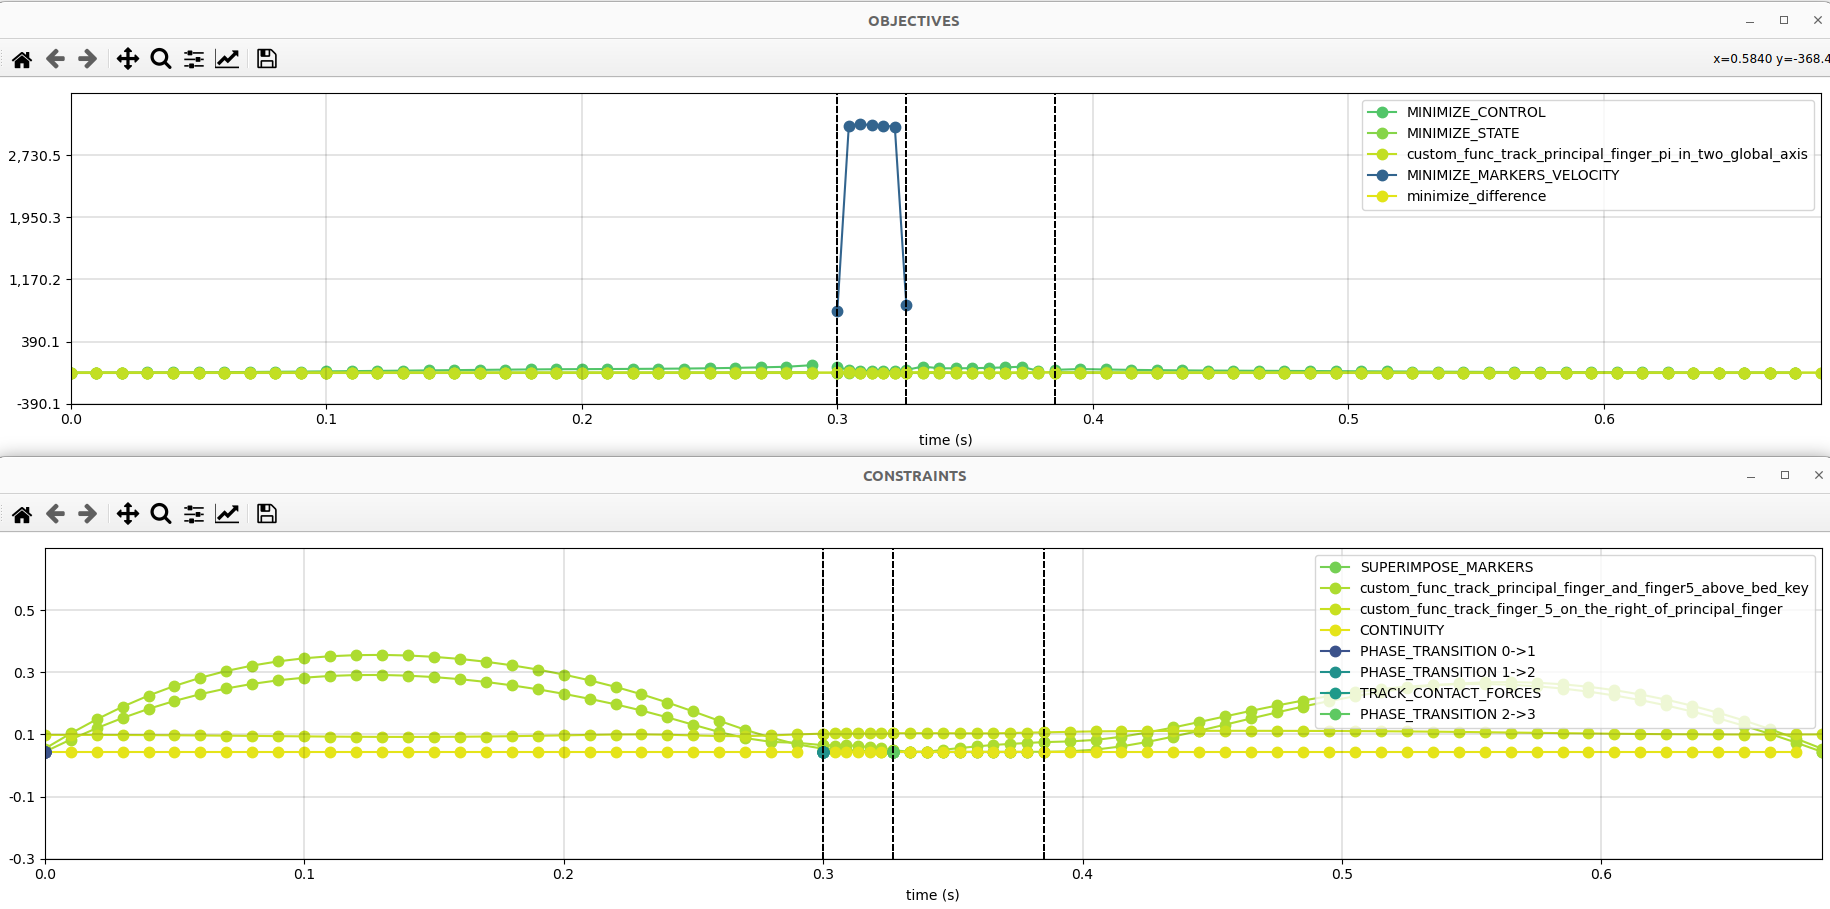 OBJECTIVES
x=0.5840 y=-368.4
MINIMIZE_CONTROL
MINIMIZE_STATE
custom_func_track_principal_finger_pi_in_two_global_axis
MINIMIZE_MARKERS_VELOCITY
minimize_difference
2,730.5
1,950.3
1,170.2
390.1
-390.1
0.0 0.1 0.2 0.3 0.4 0.5 0.6
time (s)
CONSTRAINTS
SUPERIMPOSE_MARKERS
custom_func_track_principal_finger_and_finger5_above_bed_key
custom_func_track_finger_5_on_the_right_of_principal_finger
CONTINUITY
PHASE_TRANSITION 0->1
PHASE_TRANSITION 1->2
TRACK_CONTACT_FORCES
PHASE_TRANSITION 2->3
0.5
0.3
0.1
-0.1
-0.3
0.0 0.1 0.2 0.3 0.4 0.5 0.6
time (s)